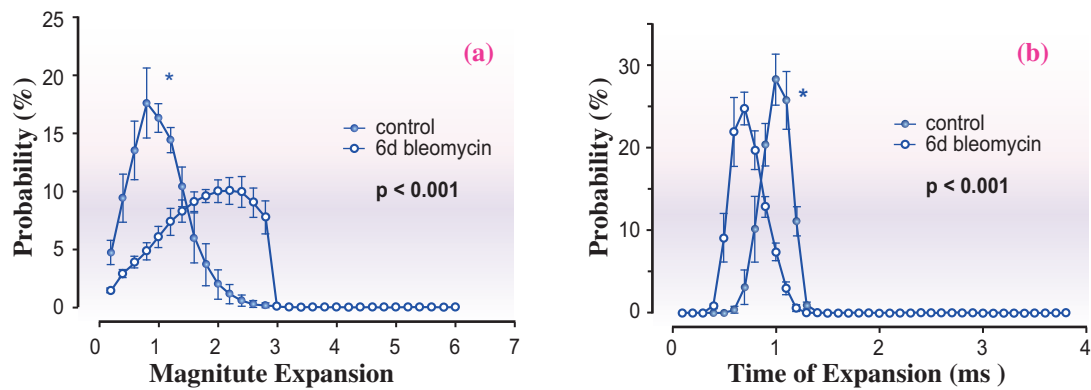 25
20
15
10
5
0
Probability (%)
(a)
*
control
6d bleomycin
p < 0.001
0 1 2 3 4 5 6 7
Magnitute Expansion
30
20
10
0
Probability (%)
(b)
*
control
6d bleomycin
p < 0.001
0 1 2 3 4
Time of Expansion (ms )